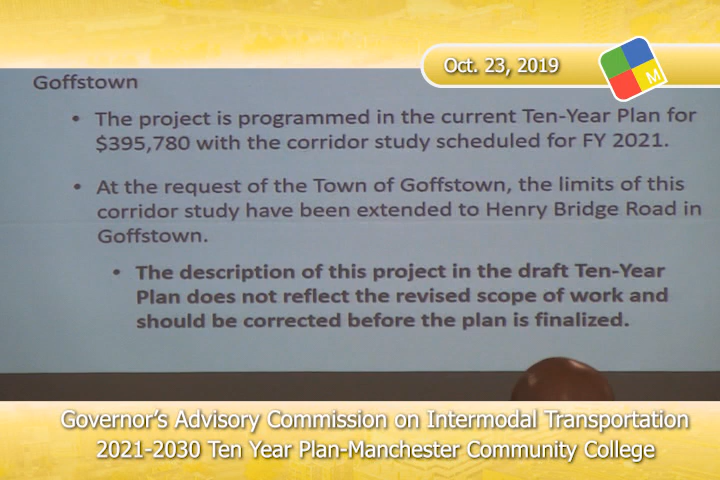 Oct. 23, 2019
M
Goffstown
• The project is programmed in the current Ten-Year Plan for
$395,780 with the corridor study scheduled for FY 2021.
• At the request of the Town of Goffstown, the limits of this
corridor study have been extended to Henry Bridge Road in
Goffstown.
• The description of this project in the draft Ten-Year
Plan does not reflect the revised scope of work and
should be corrected before the plan is finalized.
Governor's Advisory Commission on Intermodal Transportation
2021-2030 Ten Year Plan-Manchester Community College